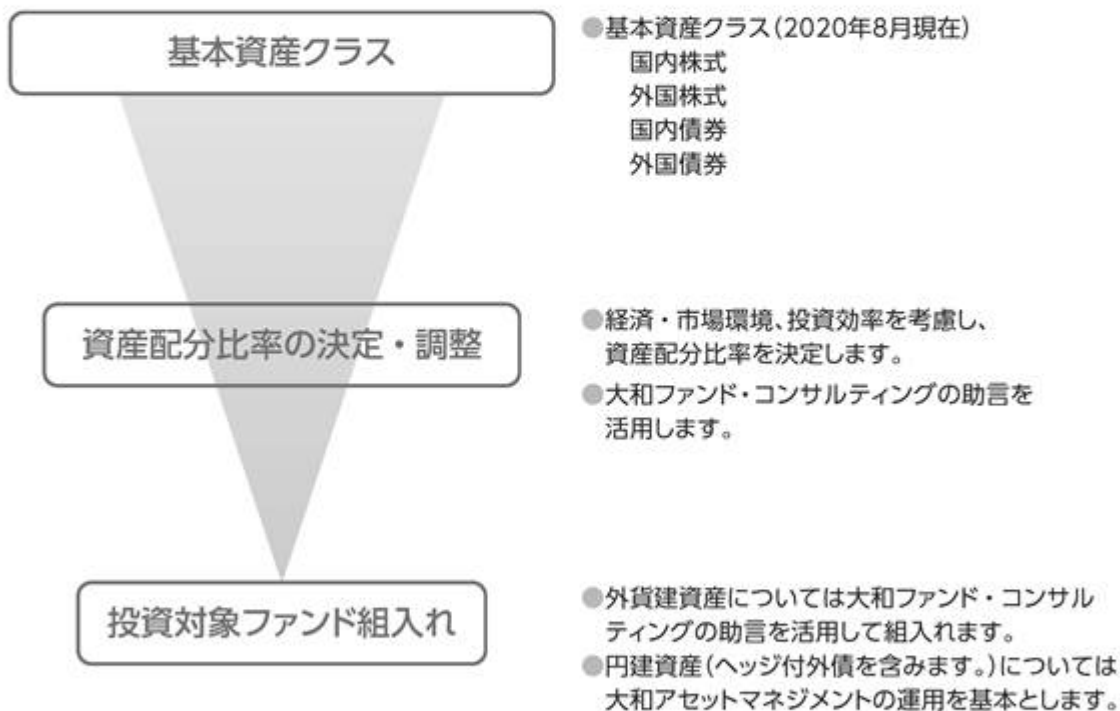 基本資産クラス
●基本資産クラス(2020年8月現在)
国内株式
外国株式
国内債券
外国債券
資産配分比率の決定・調整
●経済・市場環境、投資効率を考慮し、
資産配分比率を決定します。
●大和ファンド・コンサルティングの助言を
活用します。
投資対象ファンド組入れ
●外貨建資産については大和ファンド・コンサル
ティングの助言を活用して組入れます。
●円建資産(ヘッジ付外債を含みます。)については
大和アセットマネジメントの運用を基本とします。